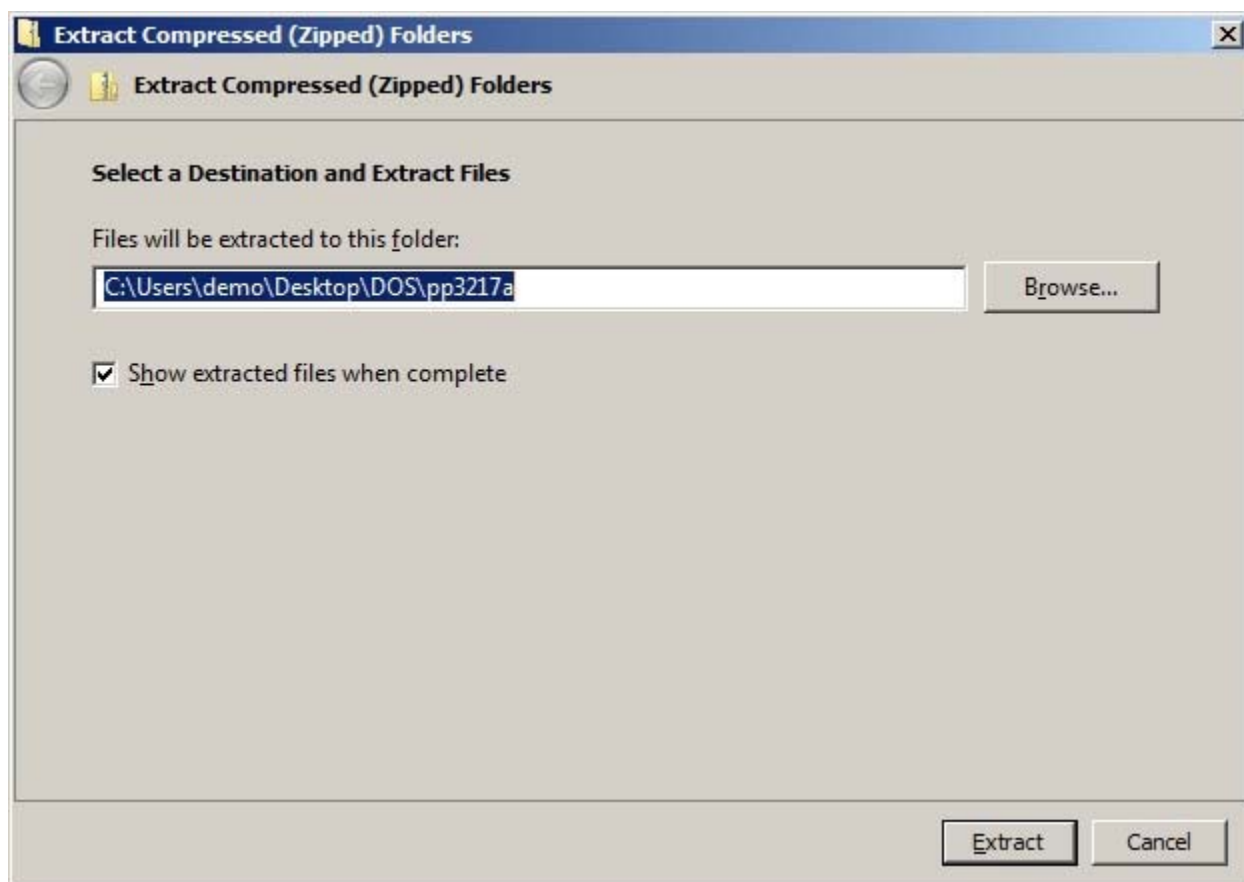 Extract Compressed (Zipped) Folders
Extract Compressed (Zipped) Folders
Select a Destination and Extract Files
Files will be extracted to this folder:
C:\Users\demo\Desktop\DOS\pp3217a
Browse...
Show extracted files when complete
Extract Cancel